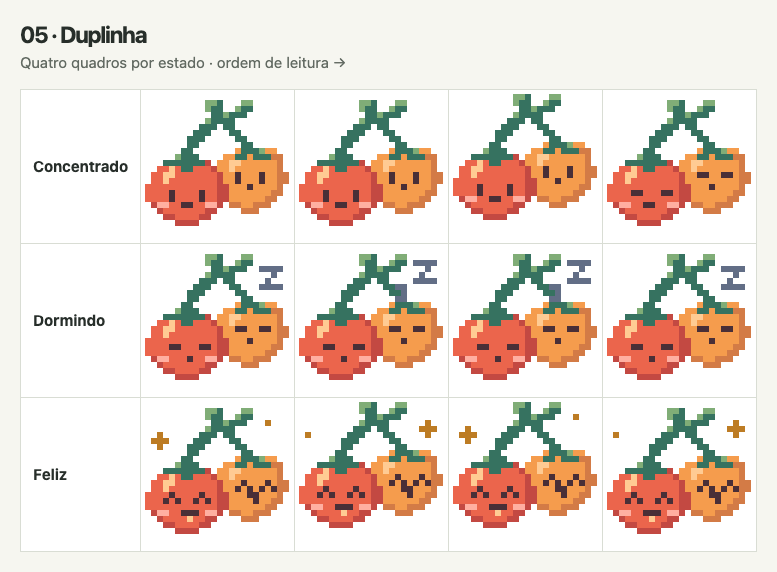 05 · Duplinha
Quatro quadros por estado · ordem de leitura →
Concentrado
Dormindo
Z
Z
Z
Z
Feliz